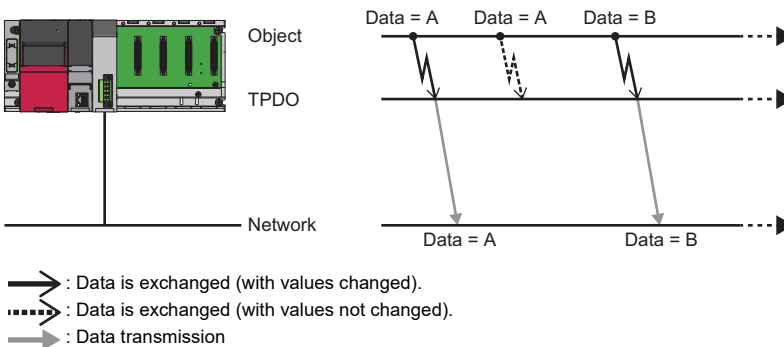 Data = A Data = A Data = B
Object
TPDO
Network
Data = A Data = B
: Data is exchanged (with values changed).
: Data is exchanged (with values not changed).
: Data transmission